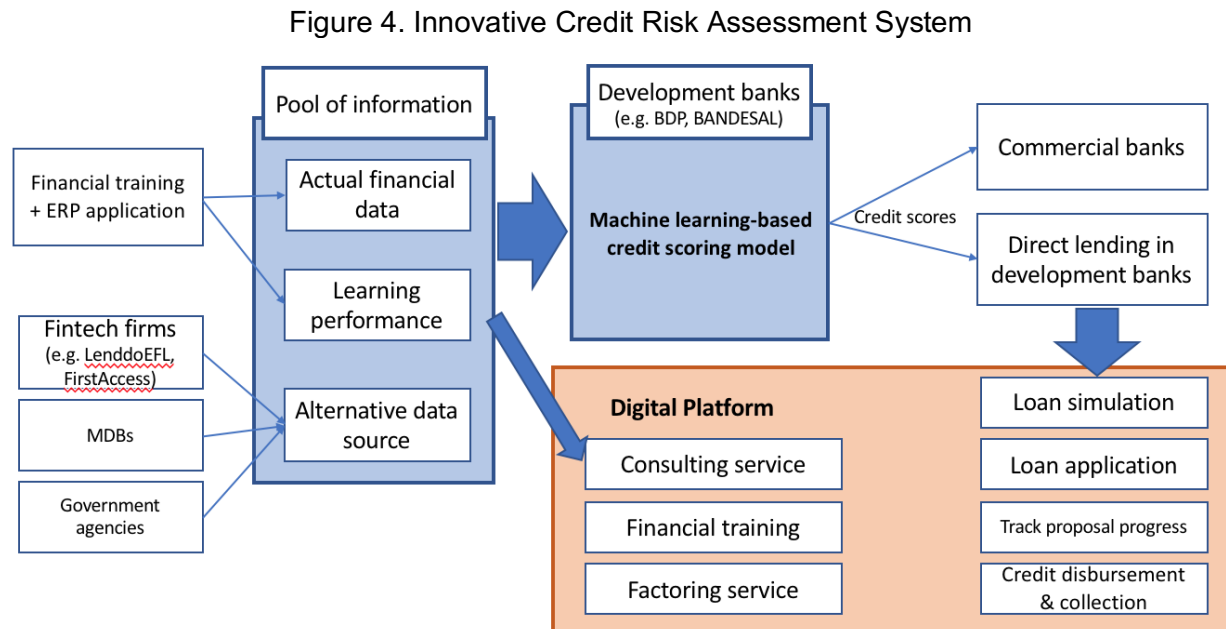 Figure 4. Innovative Credit Risk Assessment System
Pool of information
Development banks
(e.g. BDP, BANDESAL)
Financial training
+ ERP application
Actual financial
data
Learning
performance
Fintech firms
(e.g. LenddoEFL,
FirstAccess)
MDBs
Government
agencies
Alternative data
source
Machine learning-based
credit scoring model
Credit scores
Commercial banks
Direct lending in
development banks
Digital Platform
Consulting service
Financial training
Factoring service
Loan simulation
Loan application
Track proposal progress
Credit disbursement
& collection